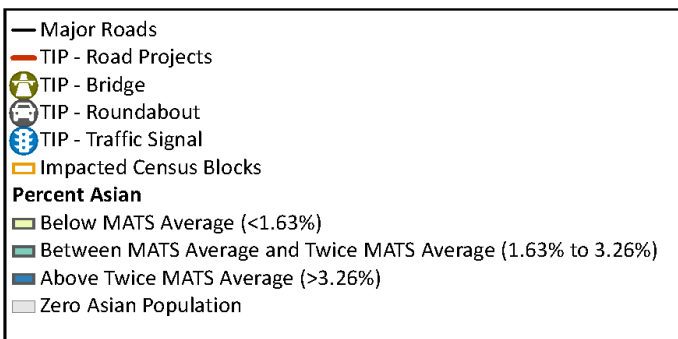 Major Roads
TIP - Road Projects
TIP - Bridge
TIP - Roundabout
TIP - Traffic Signal
Impacted Census Blocks
Percent Asian
Below MATS Average (<1.63%)
Between MATS Average and Twice MATS Average (1.63% to 3.26%)
Above Twice MATS Average (>3.26%)
Zero Asian Population